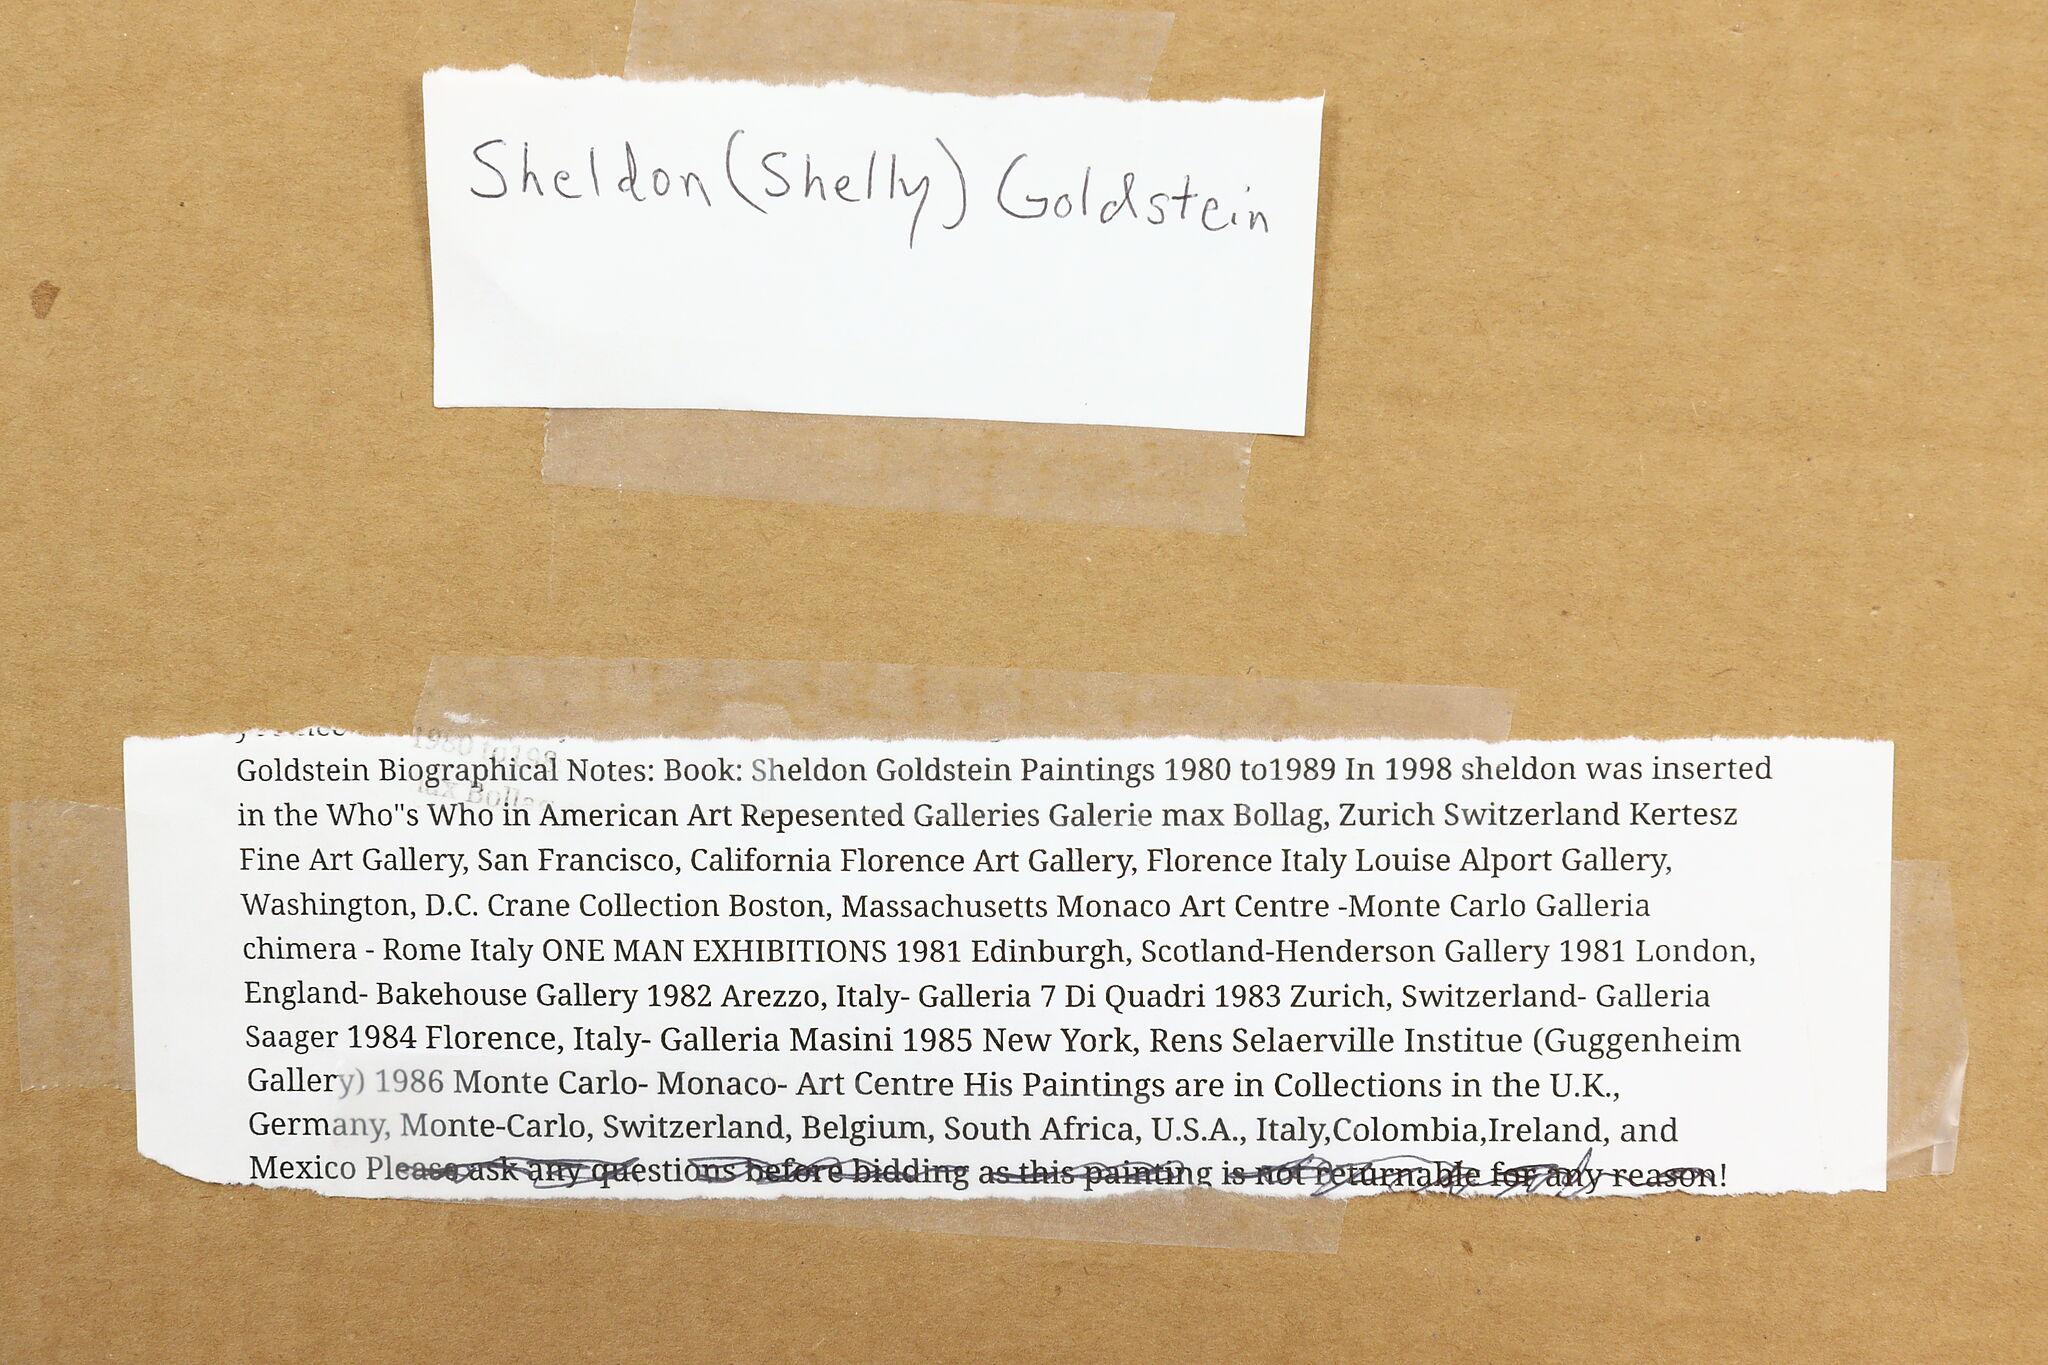 Sheldon (Shelly) Goldstein
1980 to198
max Bollag
Goldstein Biographical Notes: Book: Sheldon Goldstein Paintings 1980 to1989 In 1998 sheldon was inserted
in the Who"s Who in American Art Repesented Galleries Galerie max Bollag, Zurich Switzerland Kertesz
Fine Art Gallery, San Francisco, California Florence Art Gallery, Florence Italy Louise Alport Gallery,
Washington, D.C. Crane Collection Boston, Massachusetts Monaco Art Centre -Monte Carlo Galleria
chimera - Rome Italy ONE MAN EXHIBITIONS 1981 Edinburgh, Scotland-Henderson Gallery 1981 London,
England- Bakehouse Gallery 1982 Arezzo, Italy- Galleria 7 Di Quadri 1983 Zurich, Switzerland- Galleria
Saager 1984 Florence, Italy- Galleria Masini 1985 New York, Rens Selaerville Institue (Guggenheim
Gallery) 1986 Monte Carlo- Monaco- Art Centre His Paintings are in Collections in the U.K.,
Germany, Monte-Carlo, Switzerland, Belgium, South Africa, U.S.A., Italy,Colombia,Ireland, and
Mexico Please ask any questions before bidding as this painting is not returnable for any reason!